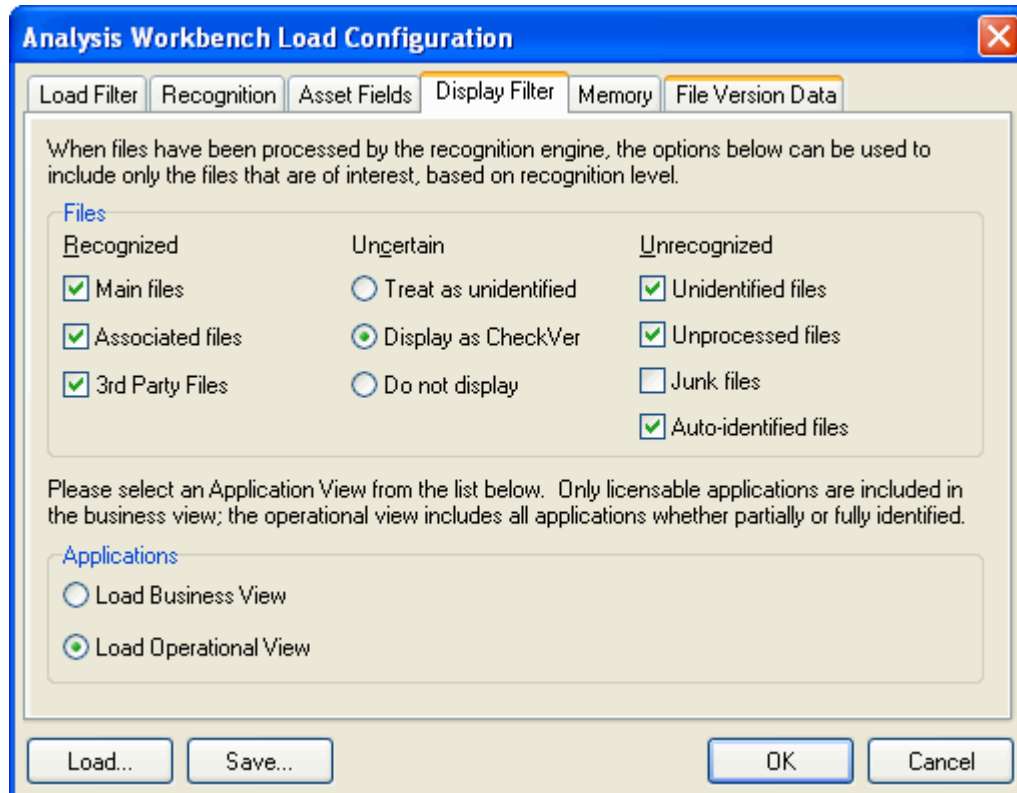 Analysis Workbench Load Configuration
Load Filter Recognition Asset Fields Display Filter Memory File Version Data
When files have been processed by the recognition engine, the options below can be used to
include only the files that are of interest, based on recognition level.
Files
Recognized Uncertain Unrecognized
Main files Treat as unidentified Unidentified files
Associated files Display as CheckVer Unprocessed files
3rd Party Files Do not display Junk files
Auto-identified files
Please select an Application View from the list below. Only licensable applications are included in
the business view; the operational view includes all applications whether partially or fully identified.
Applications
Load Business View
Load Operational View
Load... Save... OK Cancel